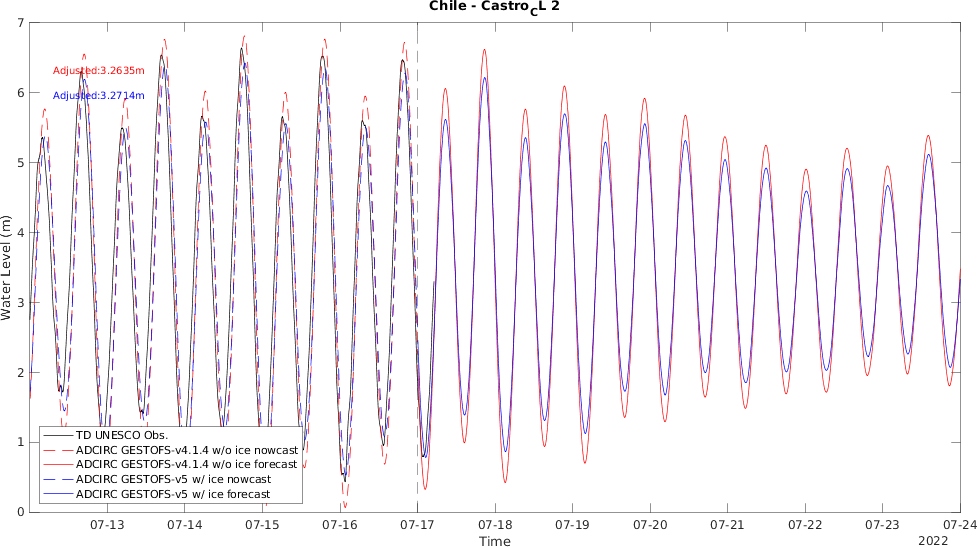 Chile - CastroCL 2
7
Adjusted:3.2635m
6
Adjusted:3.2714m
5
4
Water Level (m)
3
2
1
TD UNESCO Obs.
ADCIRC GESTOFS-v4.1.4 w/o ice nowcast
ADCIRC GESTOFS-v4.1.4 w/o ice forecast
ADCIRC GESTOFS-v5 w/ ice nowcast
ADCIRC GESTOFS-v5 w/ ice forecast
0
07-13 07-14 07-15 07-16 07-17 07-18 07-19 07-20 07-21 07-22 07-23 07-24
Time
2022